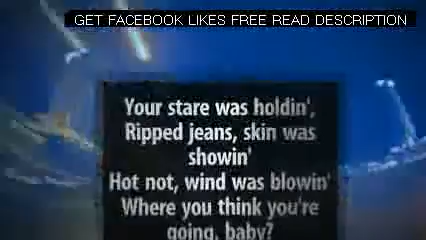 GET FACEBOOK LIKES FREE READ DESCRIPTION
Your stare was holdin',
Ripped jeans, skin was
showin'
Hot not, wind was blowin'
Where you think you're
going, baby?